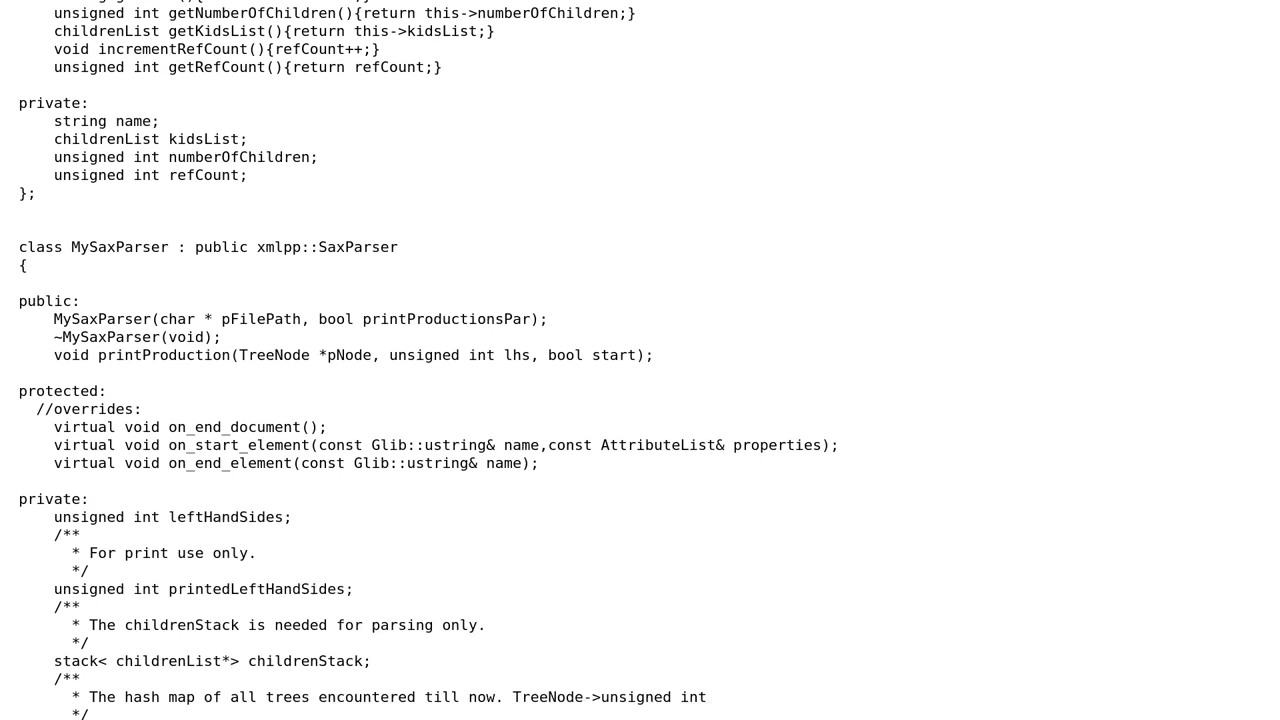 unsigned int getNumberOfChildren(){return this->numberOfChildren;}
childrenList getKidsList(){return this->kidsList;}
void incrementRefCount(){refCount++;}
unsigned int getRefCount(){return refCount;}
private:
string name;
childrenList kidsList;
unsigned int numberOfChildren;
unsigned int refCount;
};
class MySaxParser : public xmlpp::SaxParser
{
public:
MySaxParser(char * pFilePath, bool printProductionsPar);
~MySaxParser(void);
void printProduction(TreeNode *pNode, unsigned int lhs, bool start);
protected:
//overrides:
virtual void on_end_document();
virtual void on_start_element(const Glib::ustring& name,const AttributeList& properties);
virtual void on_end_element(const Glib::ustring& name);
private:
unsigned int leftHandSides;
/**
* For print use only.
*/
unsigned int printedLeftHandSides;
/**
* The childrenStack is needed for parsing only.
*/
stack< childrenList*> childrenStack;
/**
* The hash map of all trees encountered till now. TreeNode->unsigned int
*/